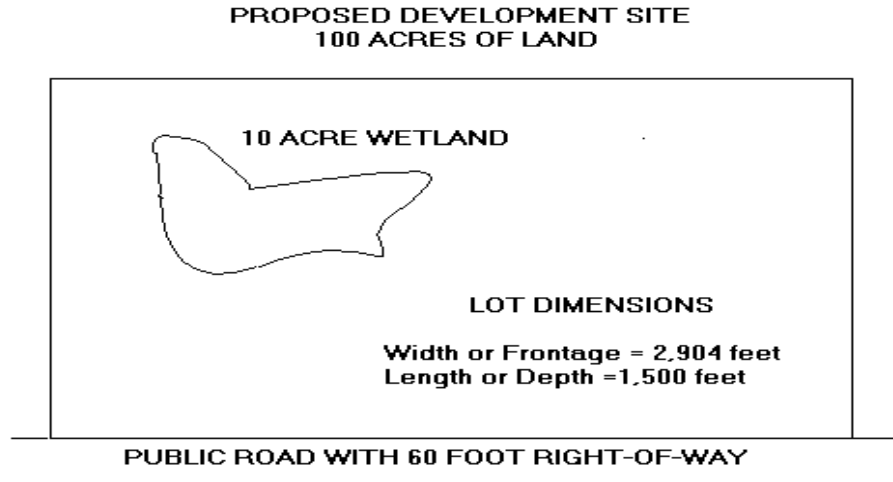 PROPOSED DEVELOPMENT SITE
100 ACRES OF LAND
10 ACRE WETLAND
LOT DIMENSIONS
Width or Frontage = 2,904 feet
Length or Depth =1,500 feet
PUBLIC ROAD WITH 60 FOOT RIGHT-OF-WAY